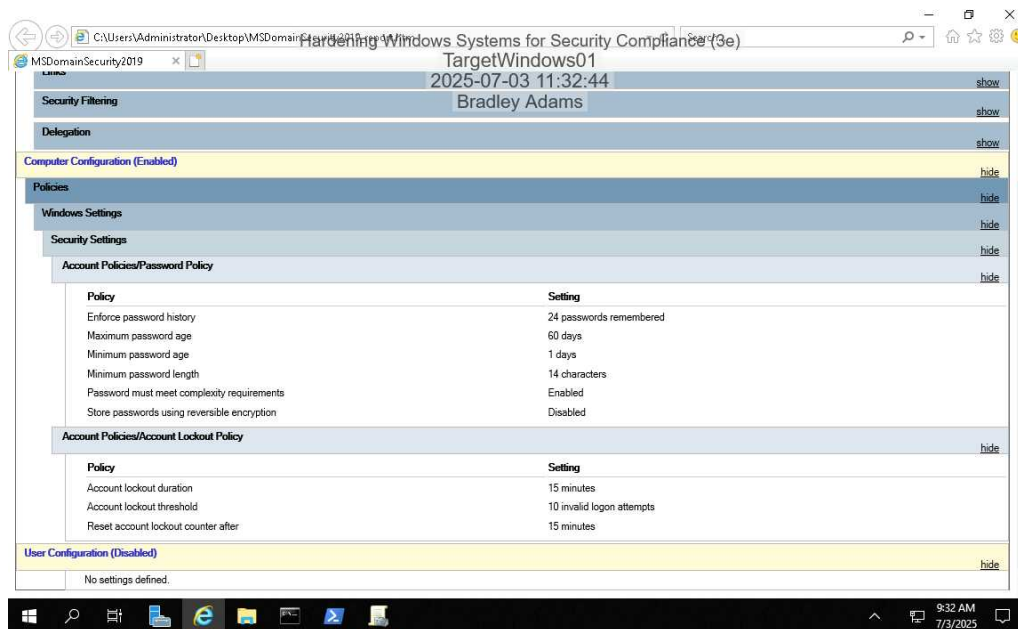 C:\Users\Administrator\Desktop\MSDomainSecurity2019-report.htm
Search...
Hardening Windows Systems for Security Compliance (3e)
MSDomainSecurity2019
TargetWindows01
2025-07-03 11:32:44
Bradley Adams
Links show
Security Filtering show
Delegation show
Computer Configuration (Enabled) hide
Policies hide
Windows Settings hide
Security Settings hide
Account Policies/Password Policy hide
Policy Setting
Enforce password history 24 passwords remembered
Maximum password age 60 days
Minimum password age 1 days
Minimum password length 14 characters
Password must meet complexity requirements Enabled
Store passwords using reversible encryption Disabled
Account Policies/Account Lockout Policy hide
Policy Setting
Account lockout duration 15 minutes
Account lockout threshold 10 invalid logon attempts
Reset account lockout counter after 15 minutes
User Configuration (Disabled) hide
No settings defined.
9:32 AM
7/3/2025